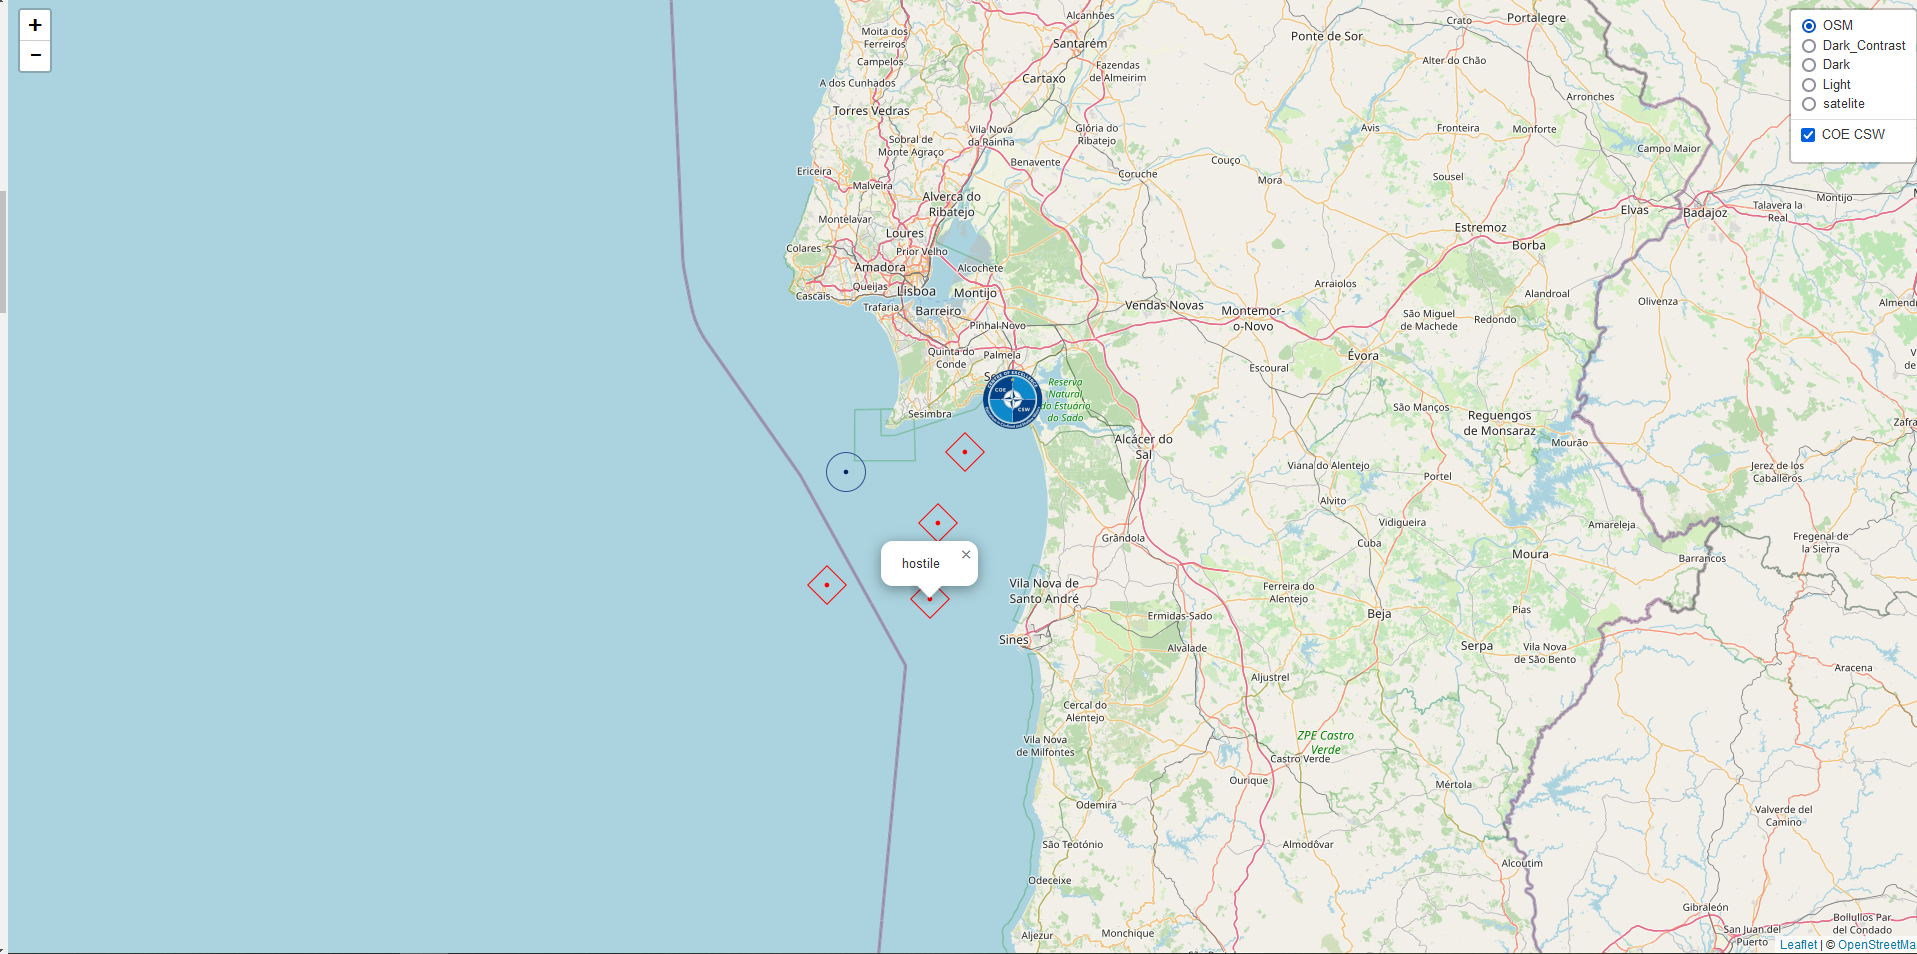 +
−
OSM
Dark_Contrast
Dark
Light
satelite
COE CSW
Alcanhões
Crato
Portalegre
Moita dos
Ferreiros
Santarém
Ponte de Sor
Campelos
Fazendas
de Almeirim
Alter do Chão
Cartaxo
A dos Cunhados
Arronches
Torres Vedras
Vila Nova
da Rainha
Glória do
Ribatejo
Avis
Fronteira
Monforte
Sobral de
Monte Agraço
Campo Maior
Benavente
Couço
Ericeira
Coruche
Mora
Sousel
Malveira
Alverca do
Ribatejo
Elvas
Badajoz
Talavera la
Real
Montijo
Montelavar
Loures
Estremoz
Colares
Prior Velho
Borba
Amadora
Alcochete
Queijas
Lisboa
Montijo
Arraiolos
Cascais
Alandroal
Olivenza
Almend
Trafaria
Barreiro
Vendas Novas
Montemor-
o-Novo
São Miguel
de Machede
Redondo
Pinhal Novo
Quinta do
Conde
Palmela
Évora
Escoural
Reserva
Natural
do Estuário
do Sado
CENTRE OF EXCELLENCE
COE
CSW
Sesimbra
São Manços
Reguengos
de Monsaraz
Zafra
Alcácer do
Sal
Mourão
Viana do Alentejo
Portel
Jerez de los
Caballeros
Alvito
Vidigueira
Amareleja
Grândola
Cuba
Fregenal de
la Sierra
Moura
Barrancos
hostile
×
Vila Nova de
Santo André
Ferreira do
Alentejo
Ermidas-Sado
Beja
Pias
Sines
Alvalade
Serpa
Vila Nova
de São Bento
Aracena
Aljustrel
Cercal do
Alentejo
Vila Nova
de Milfontes
ZPE Castro
Verde
Castro Verde
Ourique
Mértola
Odemira
Valverde del
Camino
São Teotónio
Almodôvar
Alcoutim
Odeceixe
Gibraleón
Bollullos Par
del Condado
Aljezur
Monchique
San Juan del
Puerto
Leaflet | © OpenStreetMa